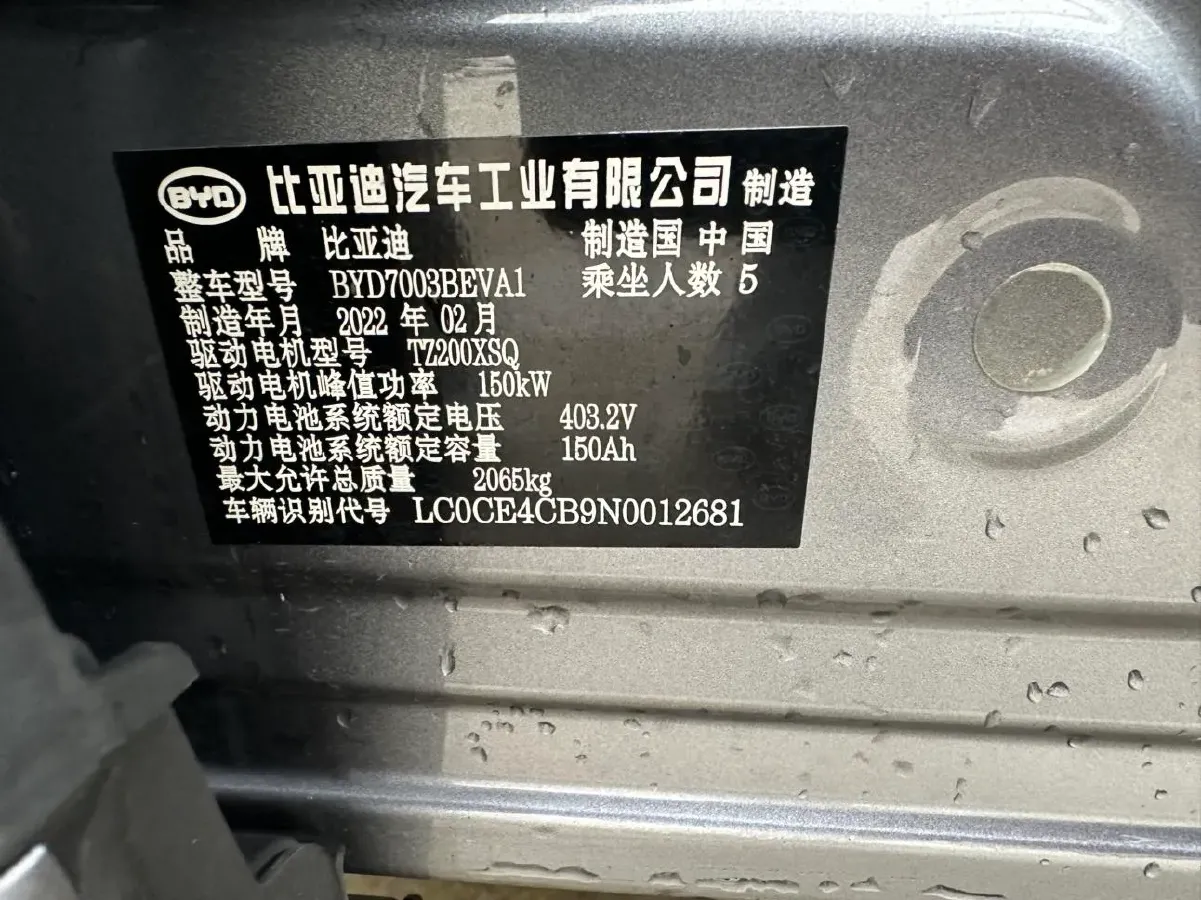 BYD 比亚迪汽车工业有限公司 制造
品 牌 比亚迪 制造国 中国
整车型号 BYD7003BEVA1 乘坐人数 5
制造年月 2022 年 02 月
驱动电机型号 TZ200XSQ
驱动电机峰值功率 150kW
动力电池系统额定电压 403.2V
动力电池系统额定容量 150Ah
最大允许总质量 2065kg
车辆识别代号 LC0CE4CB9N0012681